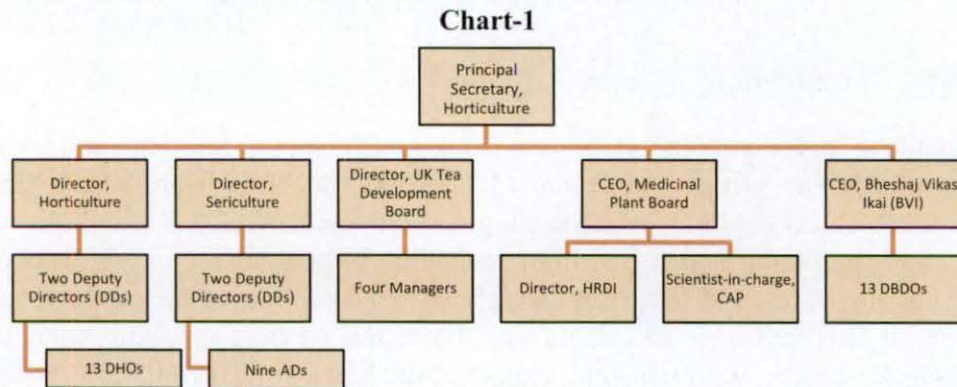 Chart-1
Principal
Secretary,
Horticulture
Director,
Horticulture
Director,
Sericulture
Director, UK Tea
Development
Board
CEO, Medicinal
Plant Board
CEO, Bheshaj Vikas
Ikai (BVI)
Two Deputy
Directors (DDs)
Two Deputy
Directors (DDs)
Four Managers
Director, HRDI
Scientist-in-charge,
CAP
13 DBDOs
13 DHOs
Nine ADs